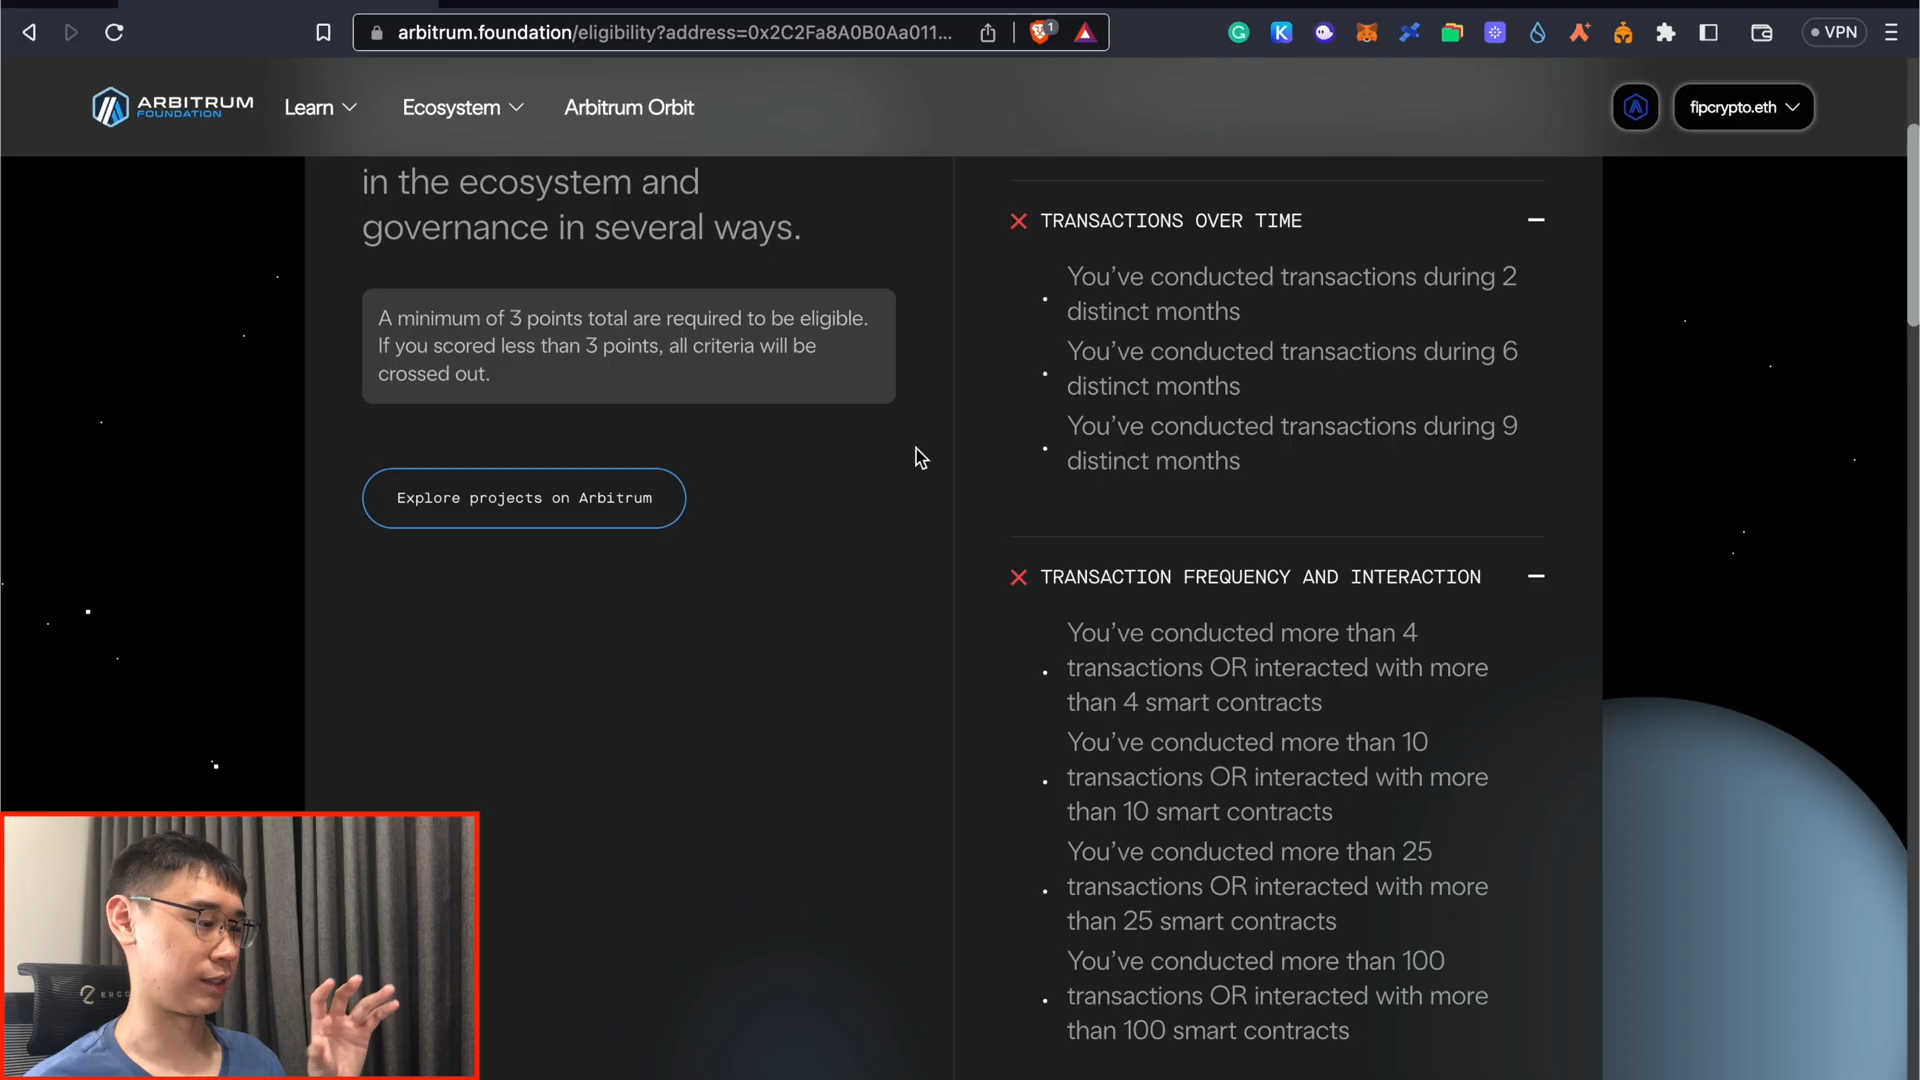 arbitrum.foundation/eligibility?address=0x2C2Fa8A0B0Aa011...
1
VPN
ARBITRUM
FOUNDATION
Learn
Ecosystem
Arbitrum Orbit
fipcrypto.eth
in the ecosystem and
governance in several ways.
A minimum of 3 points total are required to be eligible.
If you scored less than 3 points, all criteria will be
crossed out.
Explore projects on Arbitrum
TRANSACTIONS OVER TIME
You’ve conducted transactions during 2
distinct months
You’ve conducted transactions during 6
distinct months
You’ve conducted transactions during 9
distinct months
TRANSACTION FREQUENCY AND INTERACTION
You’ve conducted more than 4
transactions OR interacted with more
than 4 smart contracts
You’ve conducted more than 10
transactions OR interacted with more
than 10 smart contracts
You’ve conducted more than 25
transactions OR interacted with more
than 25 smart contracts
You’ve conducted more than 100
transactions OR interacted with more
than 100 smart contracts